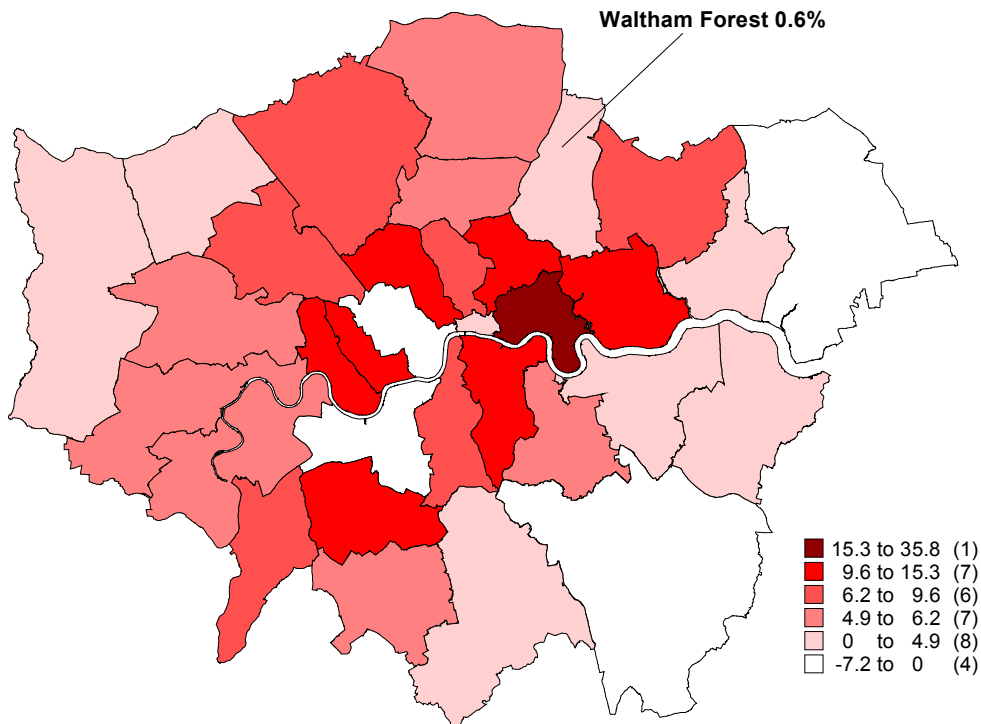 Waltham Forest 0.6%
15.3 to 35.8 (1)
9.6 to 15.3 (7)
6.2 to 9.6 (6)
4.9 to 6.2 (7)
0 to 4.9 (8)
-7.2 to 0 (4)